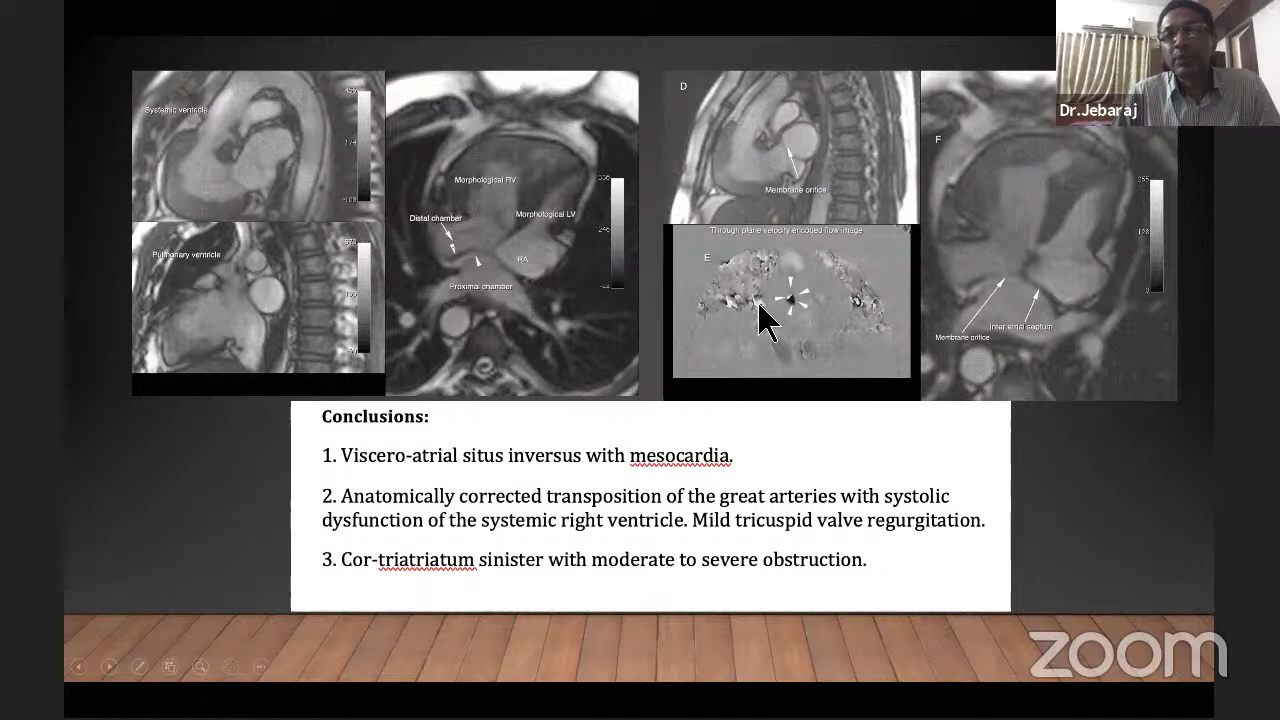 Systemic ventricle
Pulmonary ventricle
Morphological RV
Distal chamber
Morphological LV
RA
Proximal chamber
246
D
Membrane orifice
Through plane velocity encoded flow image
E
F
Inter atrial septum
Membrane orifice
Dr.Jebaraj
Conclusions:
1. Viscero-atrial situs inversus with mesocardia.
2. Anatomically corrected transposition of the great arteries with systolic
dysfunction of the systemic right ventricle. Mild tricuspid valve regurgitation.
3. Cor-triatriatum sinister with moderate to severe obstruction.
zoom